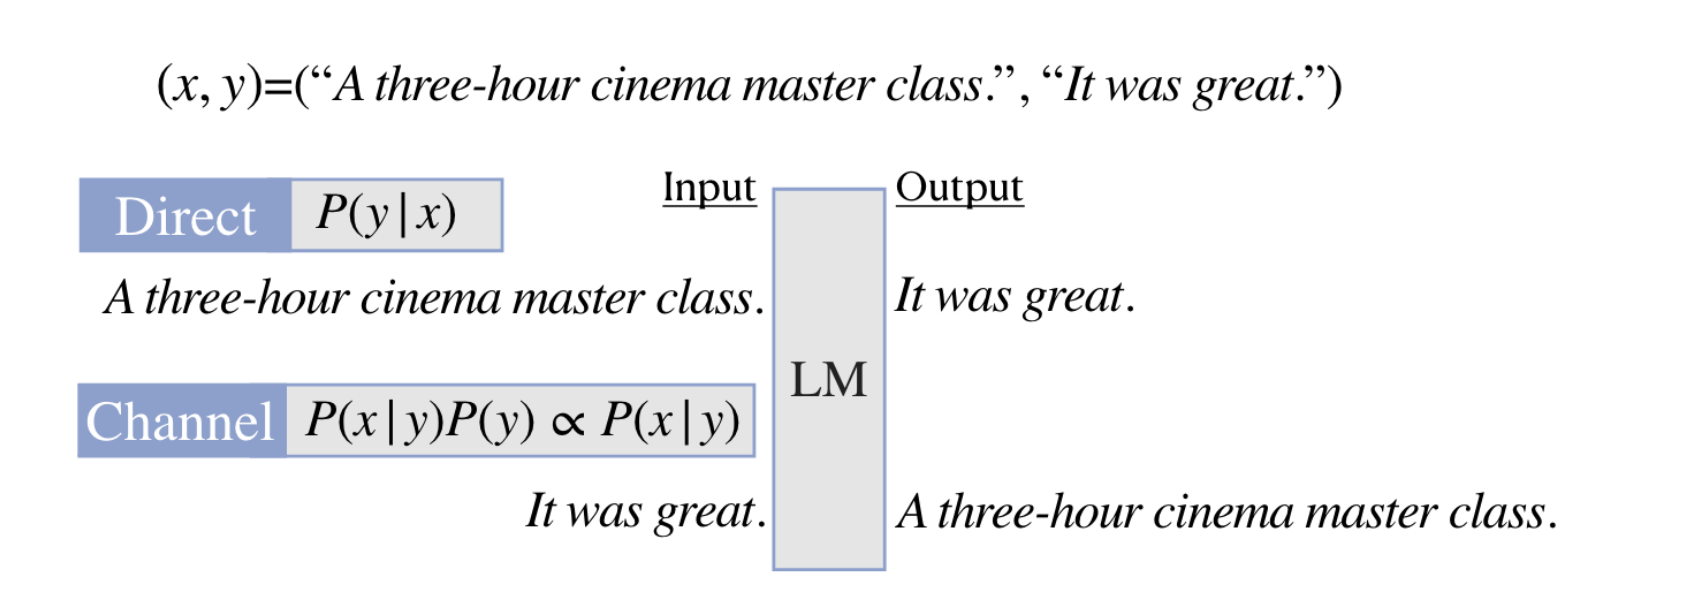 (x, y)=(“A three-hour cinema master class.”, “It was great.”)
Input Output
Direct P(y|x)
A three-hour cinema master class. It was great.
LM
Channel P(x|y)P(y) ∝ P(x|y)
It was great. A three-hour cinema master class.